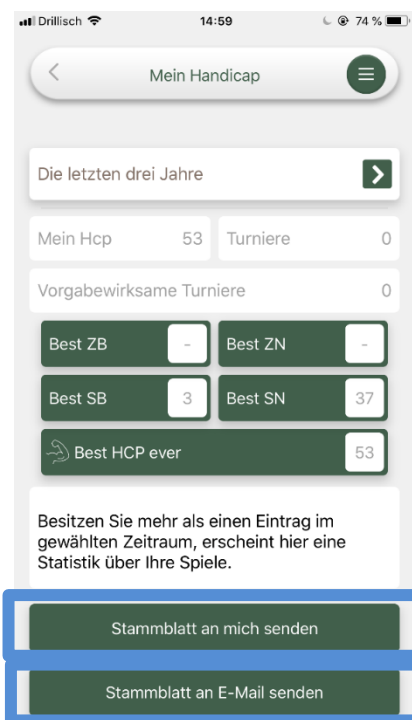 Drillisch 14:59 74 %
Mein Handicap
Die letzten drei Jahre
Mein Hcp 53 Turniere 0
Vorgabewirksame Turniere 0
Best ZB - Best ZN -
Best SB 3 Best SN 37
Best HCP ever 53
Besitzen Sie mehr als einen Eintrag im
gewählten Zeitraum, erscheint hier eine
Statistik über Ihre Spiele.
Stammblatt an mich senden
Stammblatt an E-Mail senden